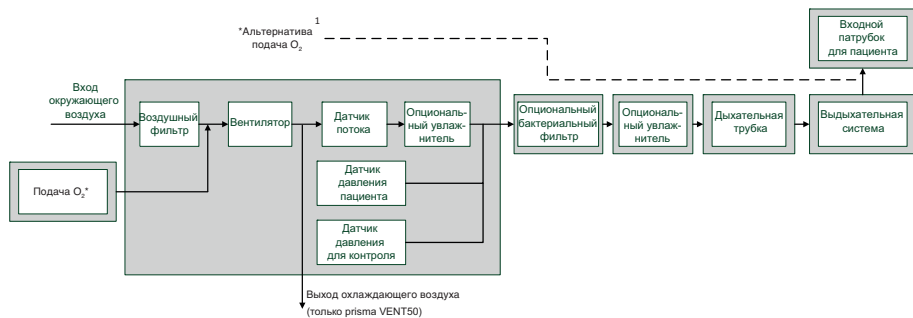 *Альтернатива 1
подача O₂
Входной
патрубок
для пациента
Вход
окружающего
воздуха
Воздушный
фильтр
Вентилятор
Датчик
потока
Опциональ-
ный увлаж-
нитель
Опциональный
бактериальный
фильтр
Опциональ-
ный увлаж-
нитель
Дыхательная
трубка
Выдыхательная
система
Подача O₂*
Датчик
давления
пациента
Датчик
давления
для контроля
Выход охлаждающего воздуха
(только prisma VENT50)